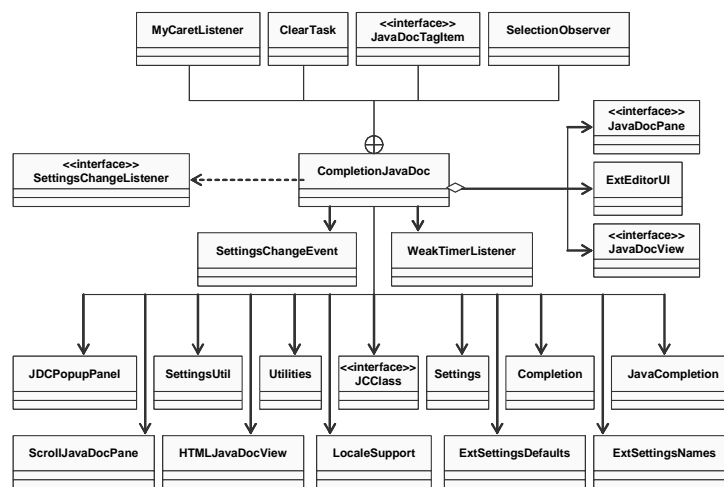 MyCaretListener
ClearTask
<<interface>>
JavaDocTagItem
SelectionObserver
<<interface>>
JavaDocPane
<<interface>>
SettingsChangeListener
CompletionJavaDoc
ExtEditorUI
<<interface>>
JavaDocView
SettingsChangeEvent
WeakTimerListener
JDCPopupPanel
SettingsUtil
Utilities
<<interface>>
JCClass
Settings
Completion
JavaCompletion
ScrollJavaDocPane
HTMLJavaDocView
LocaleSupport
ExtSettingsDefaults
ExtSettingsNames